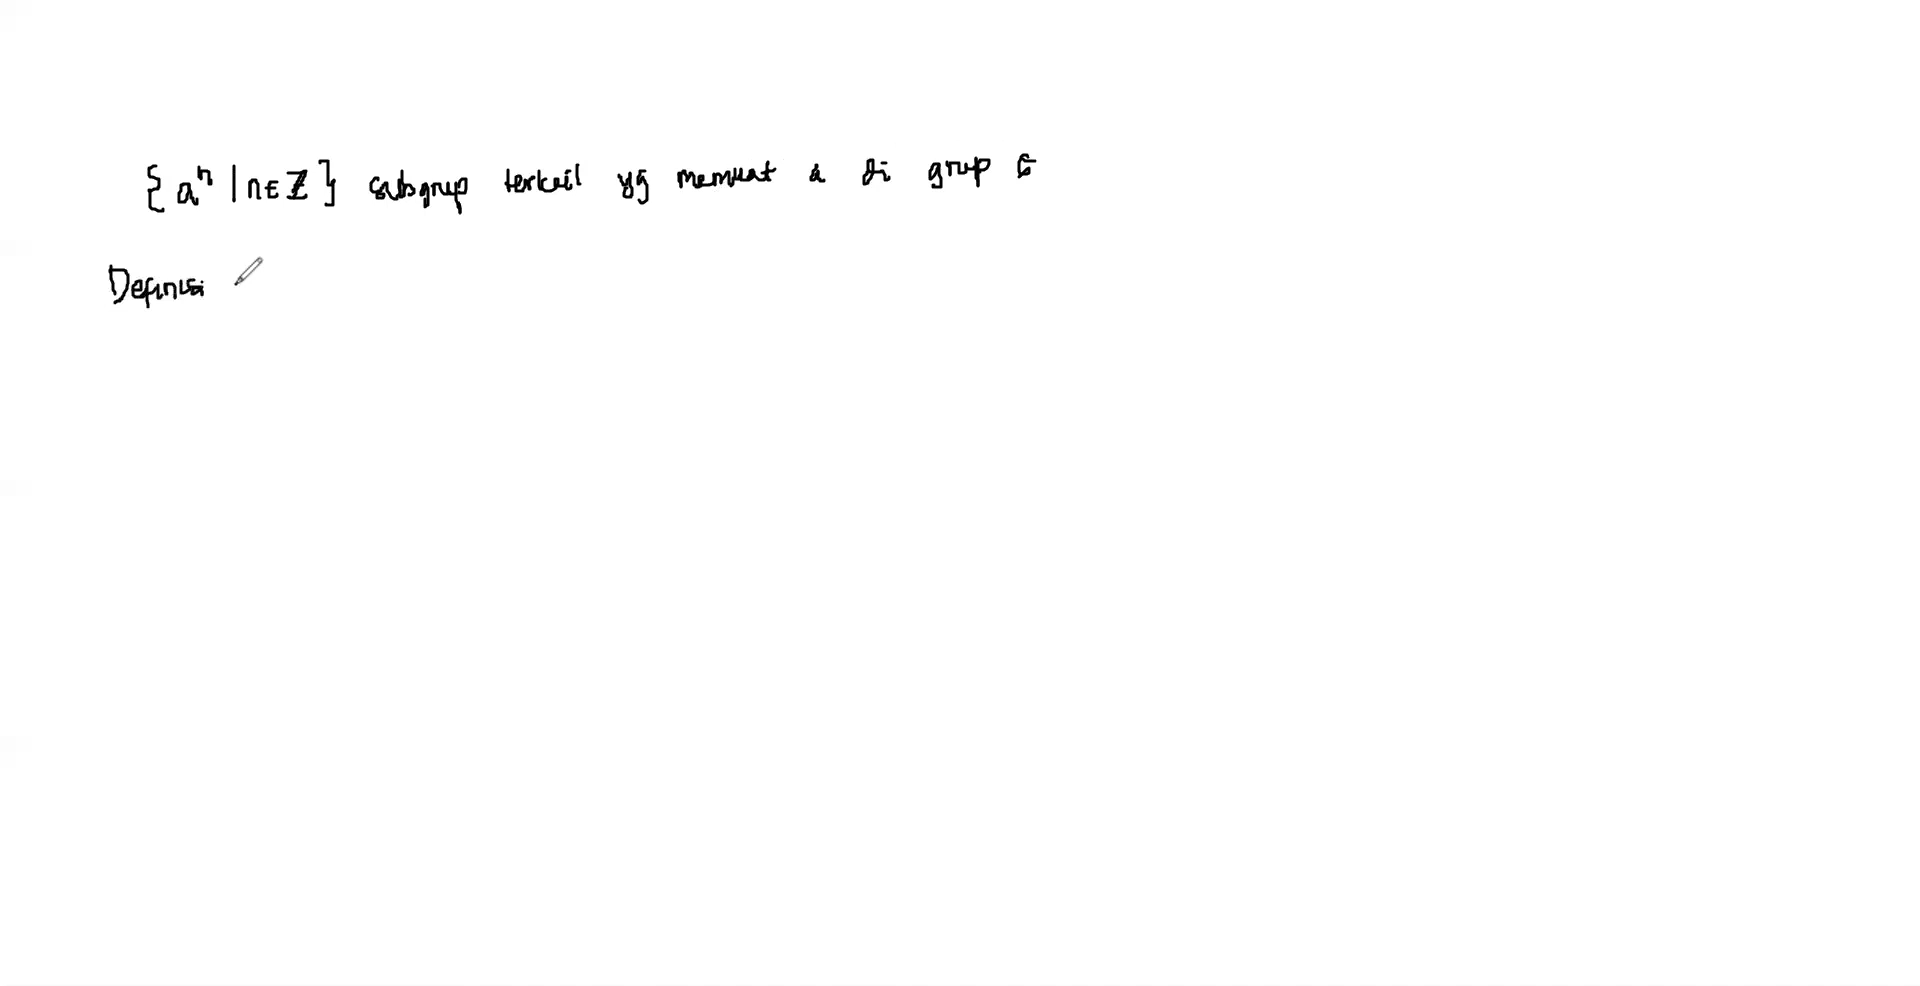 {aⁿ | n ∈ ℤ} subgrup terkecil yg memuat a di grup G
Definisi